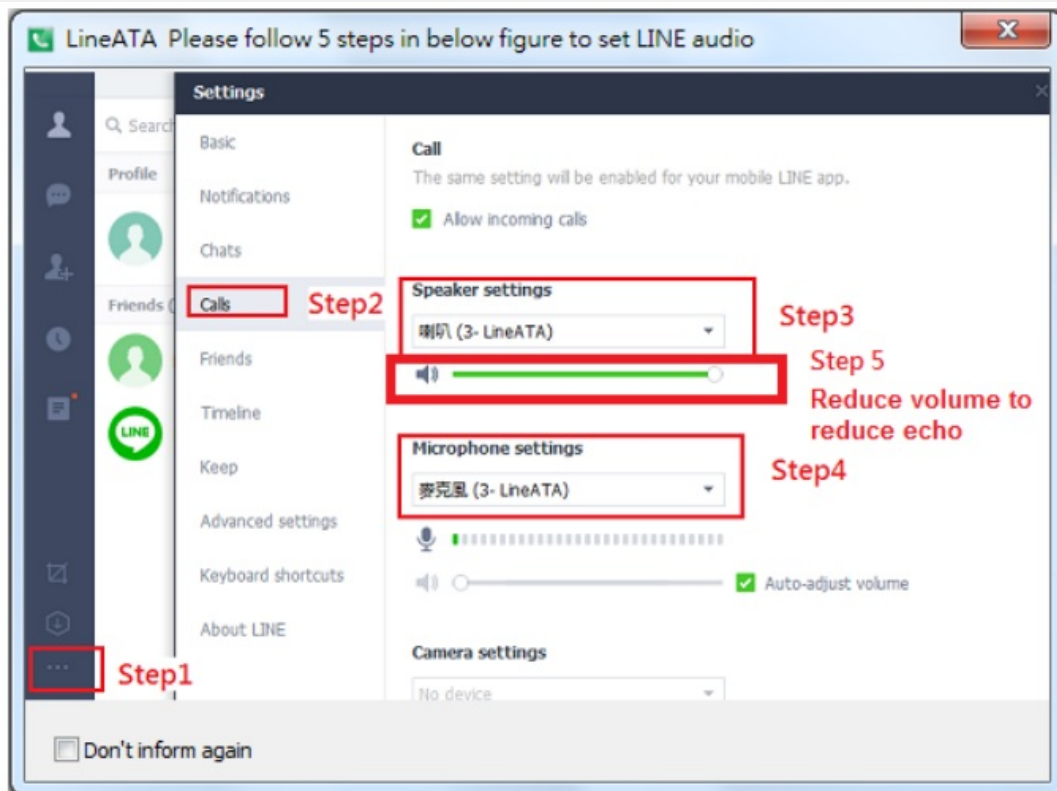 LineATA Please follow 5 steps in below figure to set LINE audio
Settings
Search
Profile
Friends (
LINE
Basic
Notifications
Chats
Calls
Step2
Friends
Timeline
Keep
Advanced settings
Keyboard shortcuts
About LINE
Step1
Call
The same setting will be enabled for your mobile LINE app.
Allow incoming calls
Speaker settings
喇叭 (3- LineATA)
Step3
Step 5
Reduce volume to
reduce echo
Microphone settings
麥克風 (3- LineATA)
Step4
Auto-adjust volume
Camera settings
No device
Don't inform again